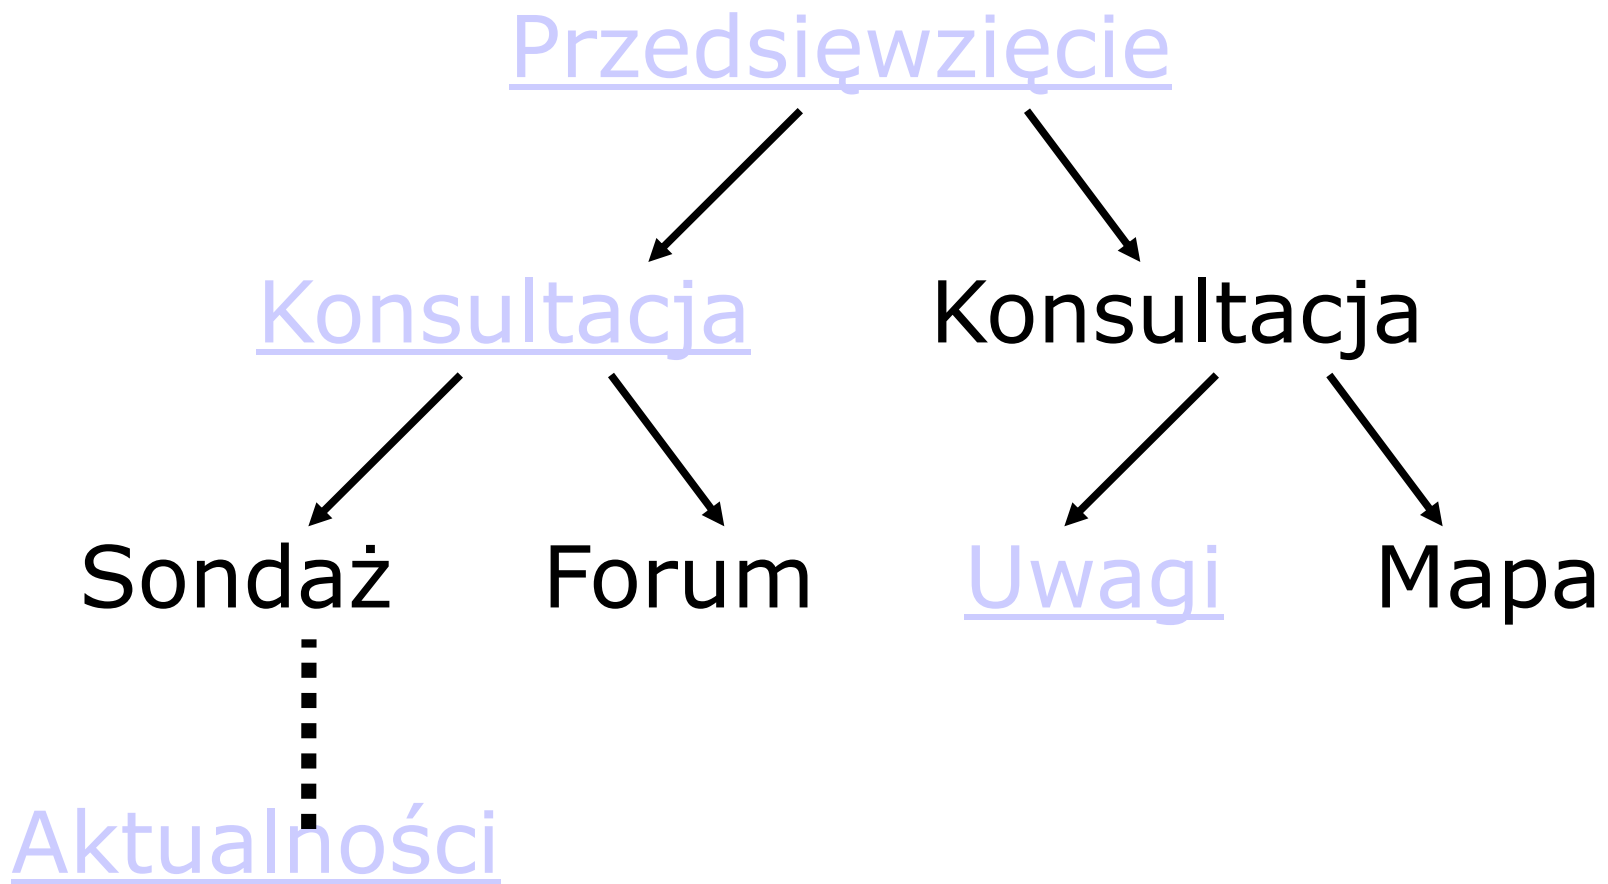 Przedsięwzięcie
Konsultacja Konsultacja
Sondaż Forum Uwagi Mapa
Aktualności